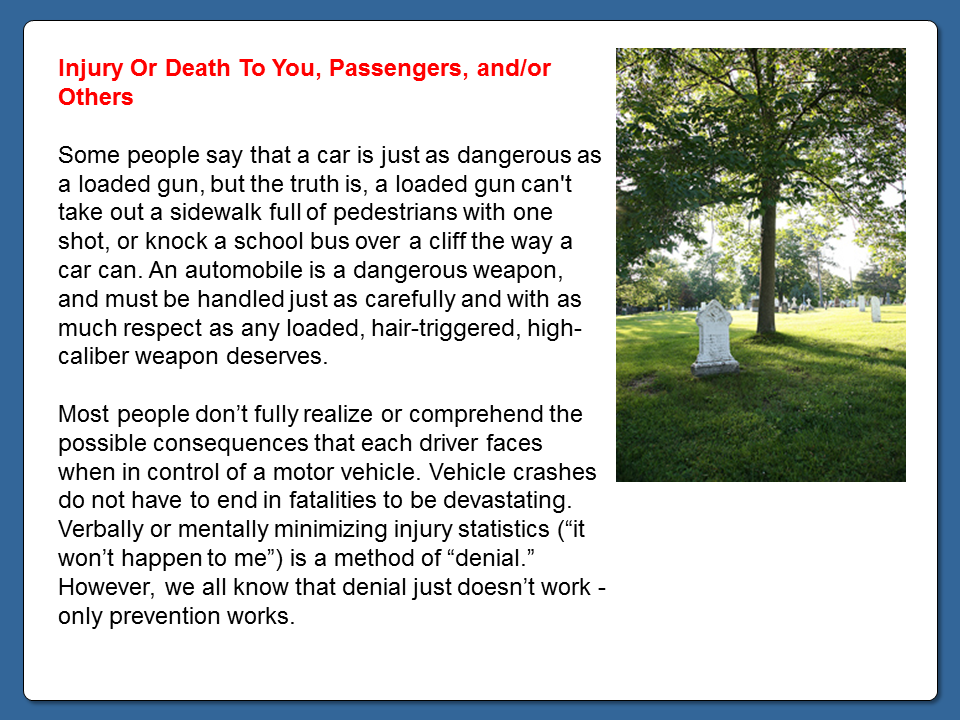 Injury Or Death To You, Passengers, and/or
Others
Some people say that a car is just as dangerous as
a loaded gun, but the truth is, a loaded gun can't
take out a sidewalk full of pedestrians with one
shot, or knock a school bus over a cliff the way a
car can. An automobile is a dangerous weapon,
and must be handled just as carefully and with as
much respect as any loaded, hair-triggered, high-
caliber weapon deserves.
Most people don’t fully realize or comprehend the
possible consequences that each driver faces
when in control of a motor vehicle. Vehicle crashes
do not have to end in fatalities to be devastating.
Verbally or mentally minimizing injury statistics (“it
won’t happen to me”) is a method of “denial.”
However, we all know that denial just doesn’t work -
only prevention works.